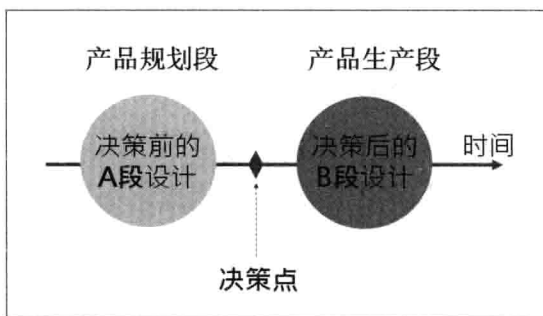 产品规划段
产品生产段
决策前的
A段设计
决策后的
B段设计
时间
决策点